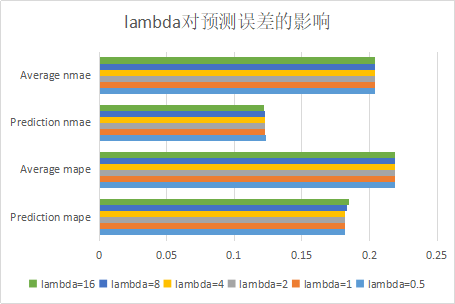 lambda对预测误差的影响
Average nmae
Prediction nmae
Average mape
Prediction mape
0 0.05 0.1 0.15 0.2 0.25
lambda=16 lambda=8 lambda=4 lambda=2 lambda=1 lambda=0.5